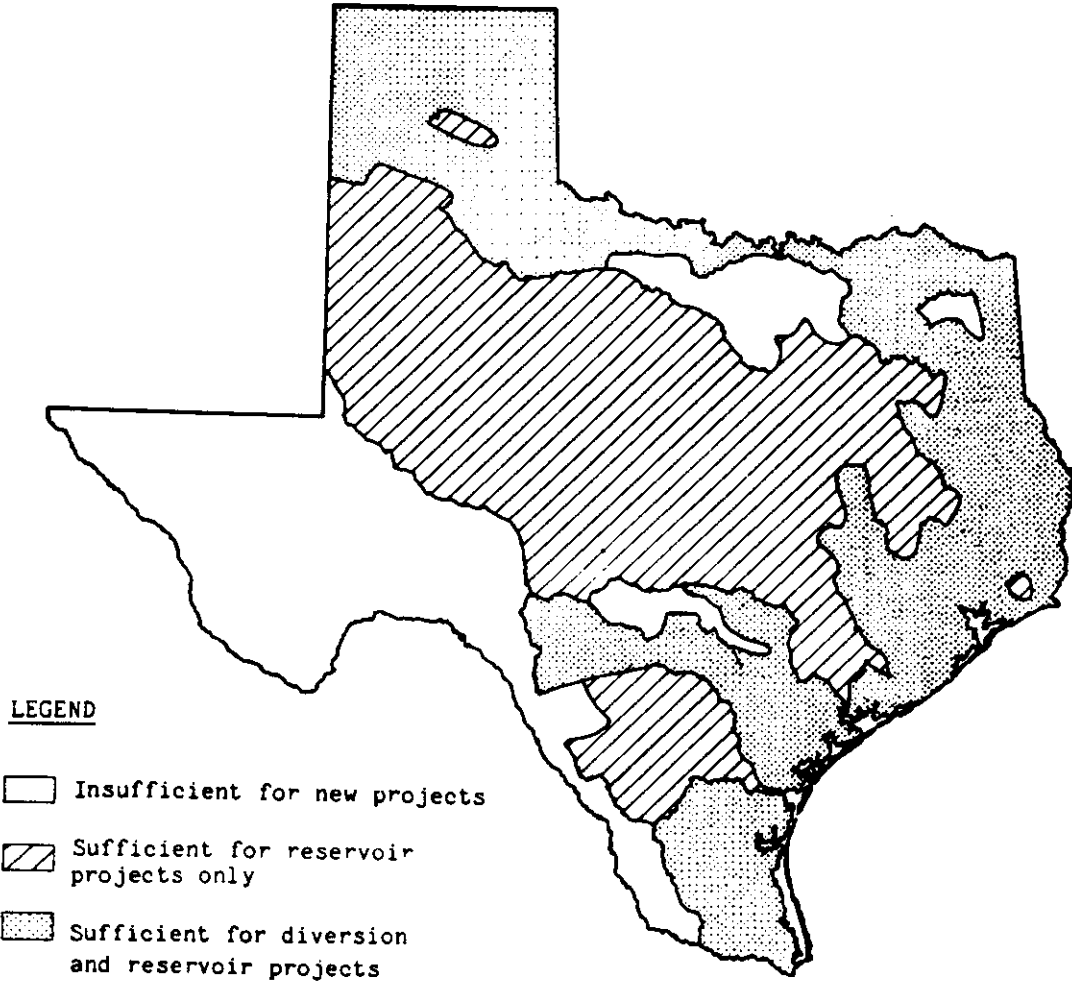 LEGEND
Insufficient for new projects
Sufficient for reservoir
projects only
Sufficient for diversion
and reservoir projects